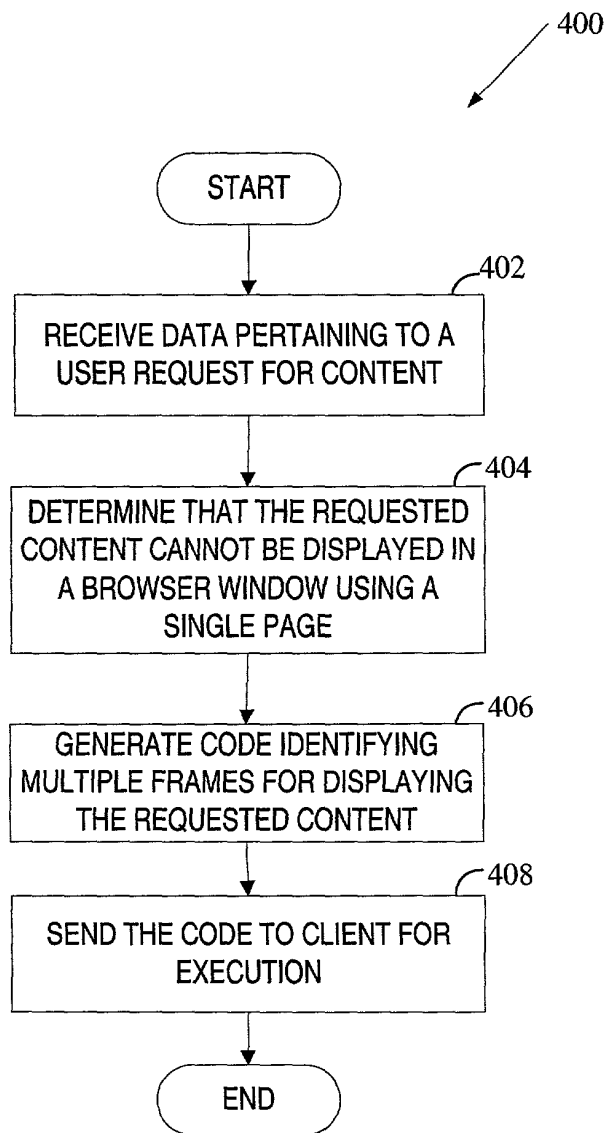 400
START
402
RECEIVE DATA PERTAINING TO A
USER REQUEST FOR CONTENT
404
DETERMINE THAT THE REQUESTED
CONTENT CANNOT BE DISPLAYED IN
A BROWSER WINDOW USING A
SINGLE PAGE
406
GENERATE CODE IDENTIFYING
MULTIPLE FRAMES FOR DISPLAYING
THE REQUESTED CONTENT
408
SEND THE CODE TO CLIENT FOR
EXECUTION
END